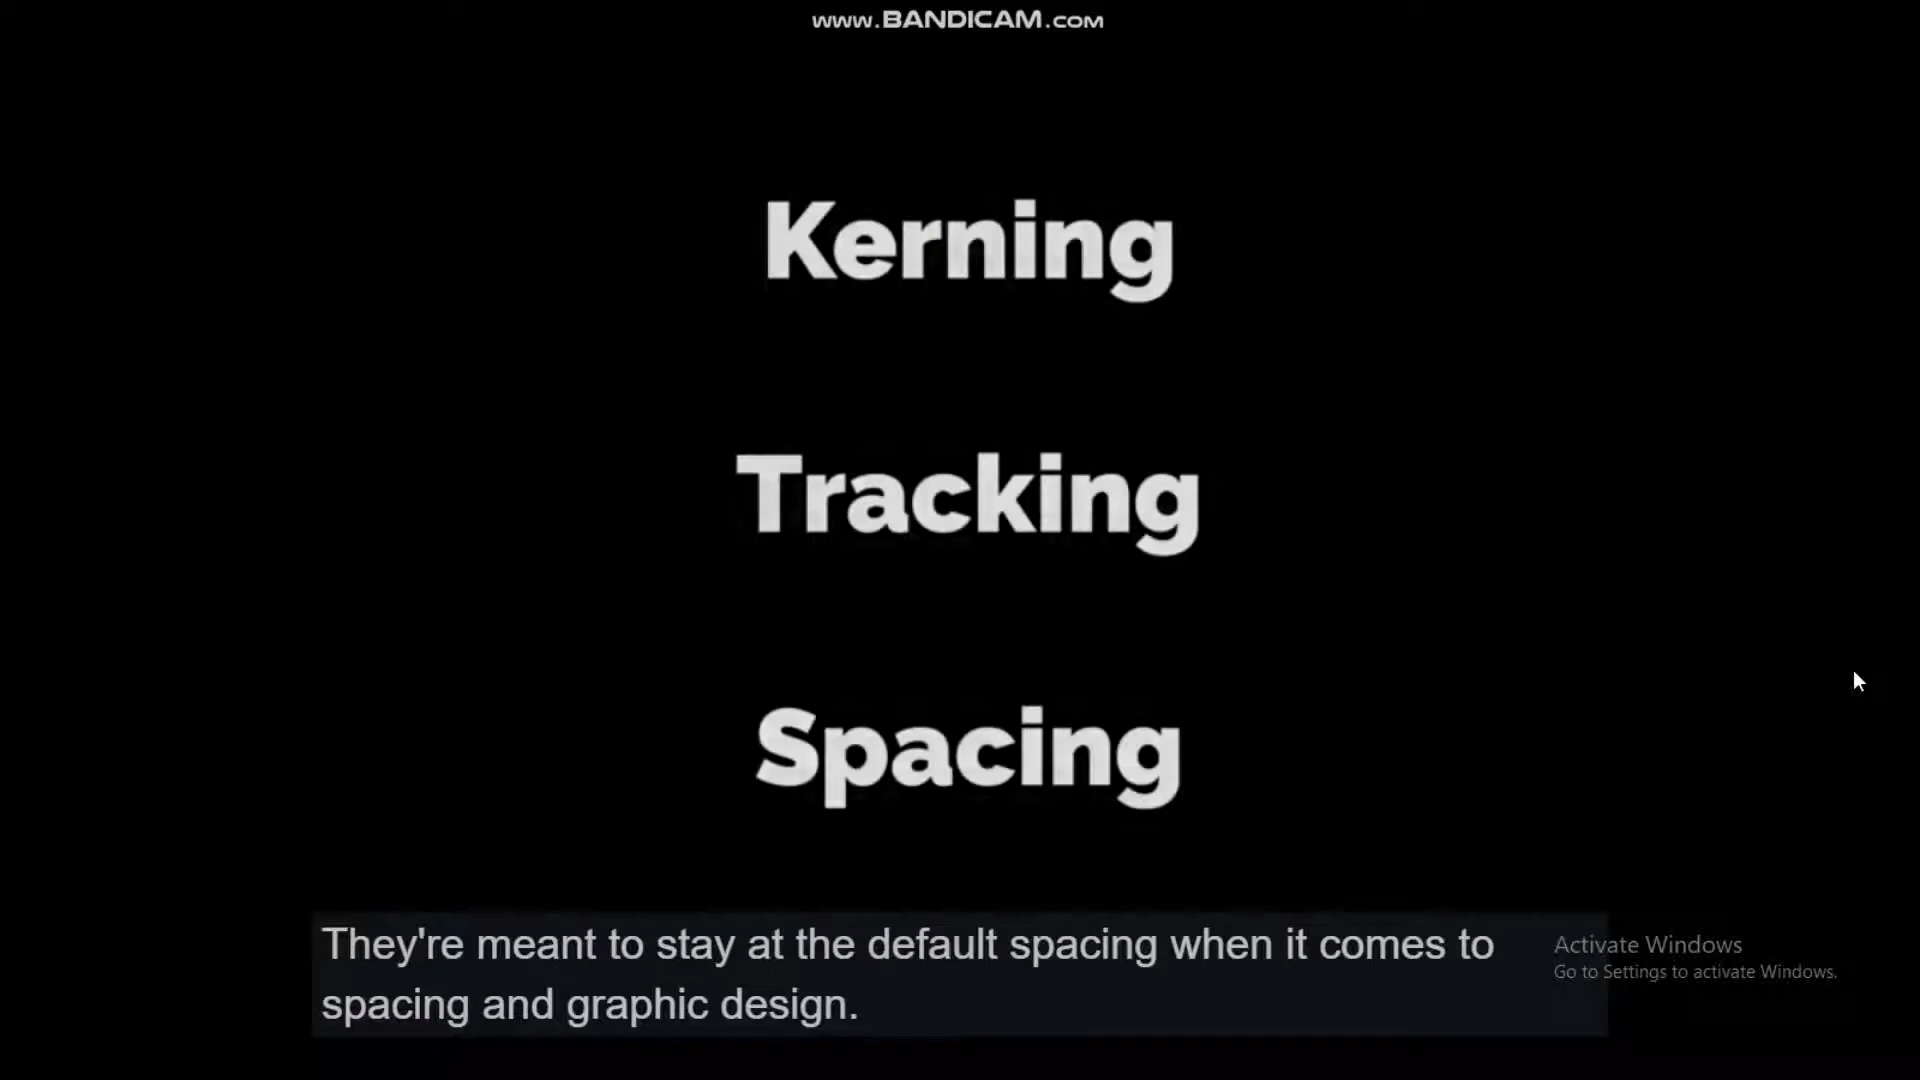 www.BANDICAM.com
Kerning
Tracking
Spacing
They're meant to stay at the default spacing when it comes to
spacing and graphic design.
Activate Windows
Go to Settings to activate Windows.